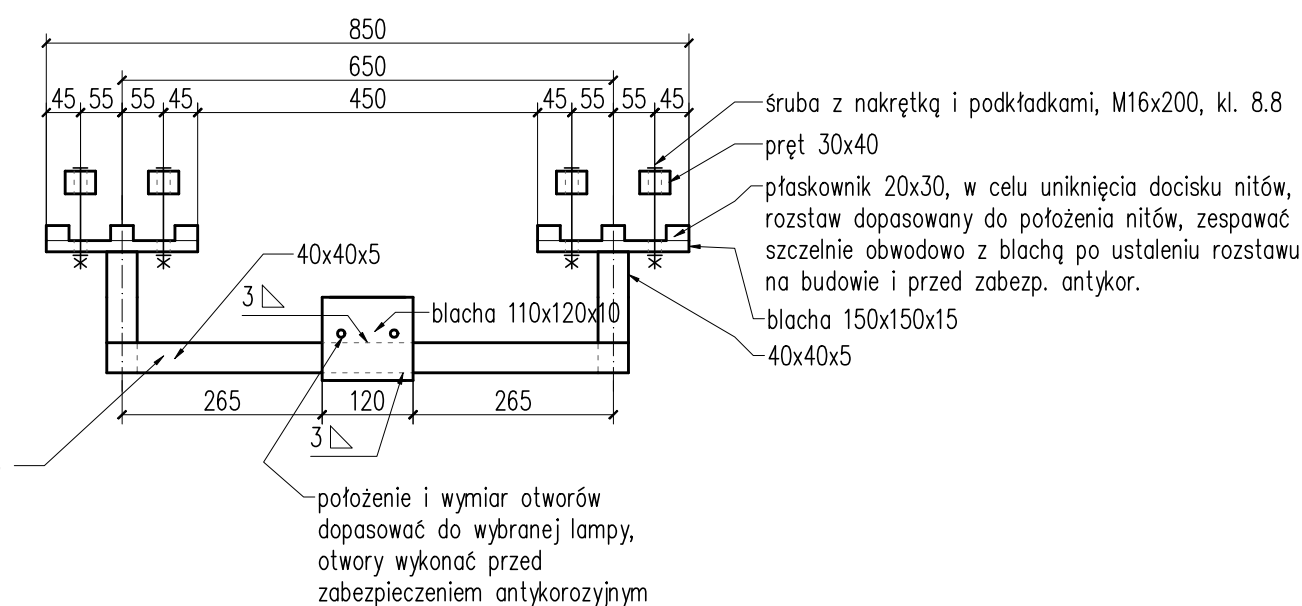 850
650
45 55 55 45 450 45 55 55 45
śruba z nakrętką i podkładkami, M16x200, kl. 8.8
pręt 30x40
płaskownik 20x30, w celu uniknięcia docisku nitów,
rozstaw dopasowany do położenia nitów, zespawać
szczelnie obwodowo z blachą po ustaleniu rozstawu
na budowie i przed zabezp. antykor.
blacha 150x150x15
40x40x5
40x40x5
3
blacha 110x120x10
265 120 265
3
położenie i wymiar otworów
dopasować do wybranej lampy,
otwory wykonać przed
zabezpieczeniem antykorozyjnym